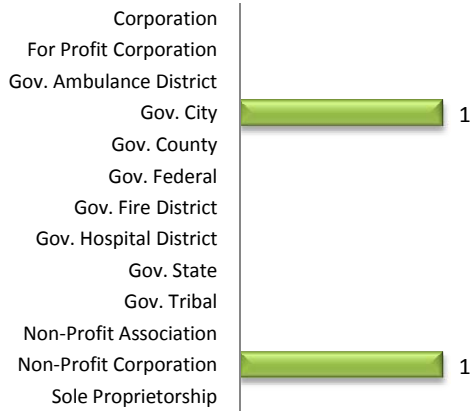 Corporation
For Profit Corporation
Gov. Ambulance District
Gov. City 1
Gov. County
Gov. Federal
Gov. Fire District
Gov. Hospital District
Gov. State
Gov. Tribal
Non-Profit Association
Non-Profit Corporation 1
Sole Proprietorship